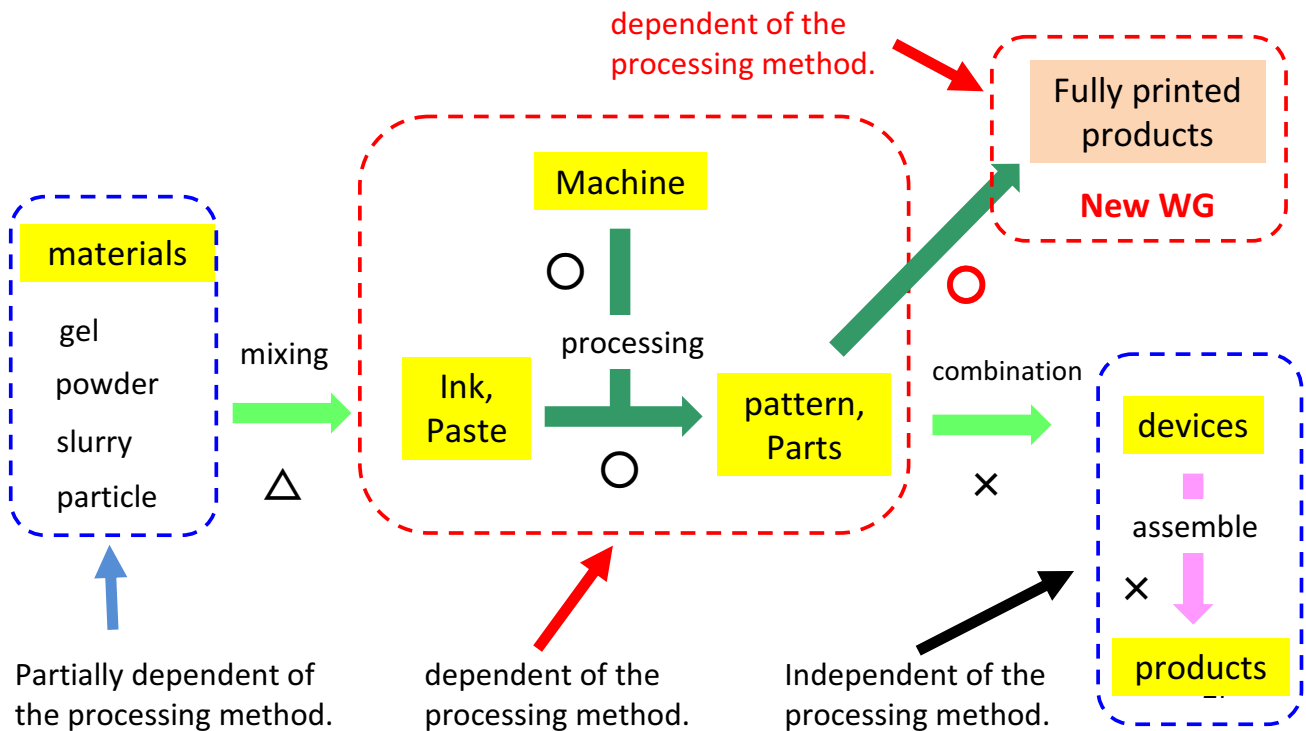 dependent of the
processing method.
Fully printed
products
New WG
Machine
materials
gel
powder
slurry
particle
mixing
processing
Ink,
Paste
pattern,
Parts
combination
devices
assemble
products
Partially dependent of
the processing method.
dependent of the
processing method.
Independent of the
processing method.